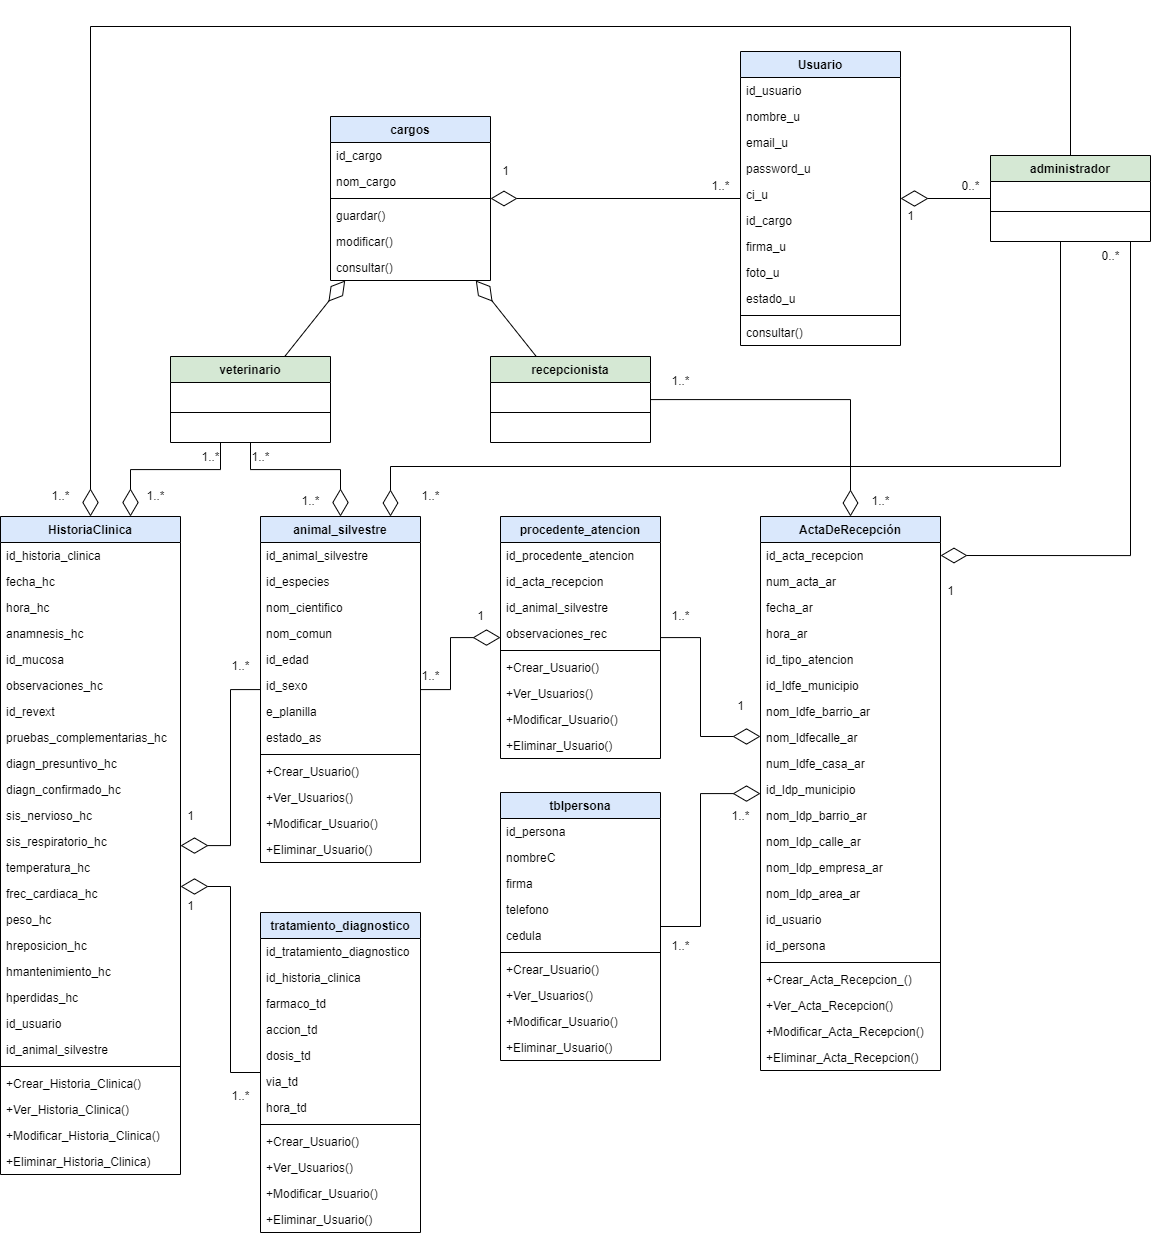 Usuario
id_usuario
nombre_u
email_u
password_u
ci_u
id_cargo
firma_u
foto_u
estado_u
consultar()
cargos
id_cargo
nom_cargo
guardar()
modificar()
consultar()
1
1..*
0..*
1
administrador
0..*
veterinario
recepcionista
1..*
1..*
1..*
1..*
1..*
1..*
1..*
1..*
HistoriaClinica
id_historia_clinica
fecha_hc
hora_hc
anamnesis_hc
id_mucosa
observaciones_hc
id_revext
pruebas_complementarias_hc
diagn_presuntivo_hc
diagn_confirmado_hc
sis_nervioso_hc
sis_respiratorio_hc
temperatura_hc
frec_cardiaca_hc
peso_hc
hreposicion_hc
hmantenimiento_hc
hperdidas_hc
id_usuario
id_animal_silvestre
+Crear_Historia_Clinica()
+Ver_Historia_Clinica()
+Modificar_Historia_Clinica()
+Eliminar_Historia_Clinica)
1..*
1
1
1..*
animal_silvestre
id_animal_silvestre
id_especies
nom_cientifico
nom_comun
id_edad
id_sexo
e_planilla
estado_as
+Crear_Usuario()
+Ver_Usuarios()
+Modificar_Usuario()
+Eliminar_Usuario()
1
1..*
tratamiento_diagnostico
id_tratamiento_diagnostico
id_historia_clinica
farmaco_td
accion_td
dosis_td
via_td
hora_td
+Crear_Usuario()
+Ver_Usuarios()
+Modificar_Usuario()
+Eliminar_Usuario()
procedente_atencion
id_procedente_atencion
id_acta_recepcion
id_animal_silvestre
observaciones_rec
+Crear_Usuario()
+Ver_Usuarios()
+Modificar_Usuario()
+Eliminar_Usuario()
1..*
1
tblpersona
id_persona
nombreC
firma
telefono
cedula
+Crear_Usuario()
+Ver_Usuarios()
+Modificar_Usuario()
+Eliminar_Usuario()
1..*
1..*
ActaDeRecepción
id_acta_recepcion
num_acta_ar
fecha_ar
hora_ar
id_tipo_atencion
id_ldfe_municipio
nom_ldfe_barrio_ar
nom_ldfecalle_ar
num_ldfe_casa_ar
id_ldp_municipio
nom_ldp_barrio_ar
nom_ldp_calle_ar
nom_ldp_empresa_ar
nom_ldp_area_ar
id_usuario
id_persona
+Crear_Acta_Recepcion_()
+Ver_Acta_Recepcion()
+Modificar_Acta_Recepcion()
+Eliminar_Acta_Recepcion()
1